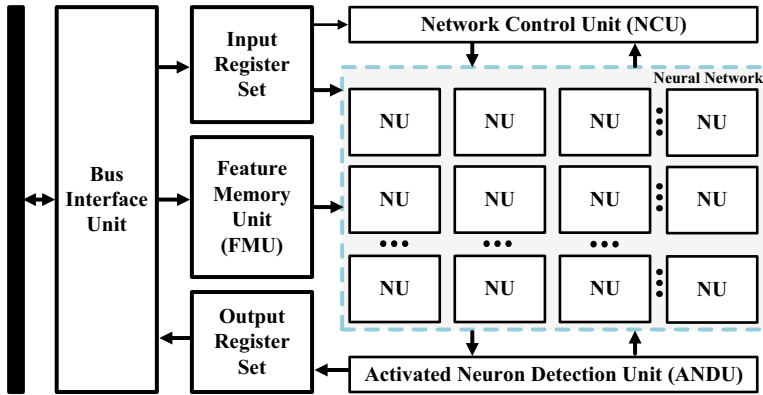 Bus
Interface
Unit
Input
Register
Set
Feature
Memory
Unit
(FMU)
Output
Register
Set
Network Control Unit (NCU)
Neural Network
NU
NU
NU
NU
NU
NU
NU
NU
NU
NU
NU
NU
Activated Neuron Detection Unit (ANDU)